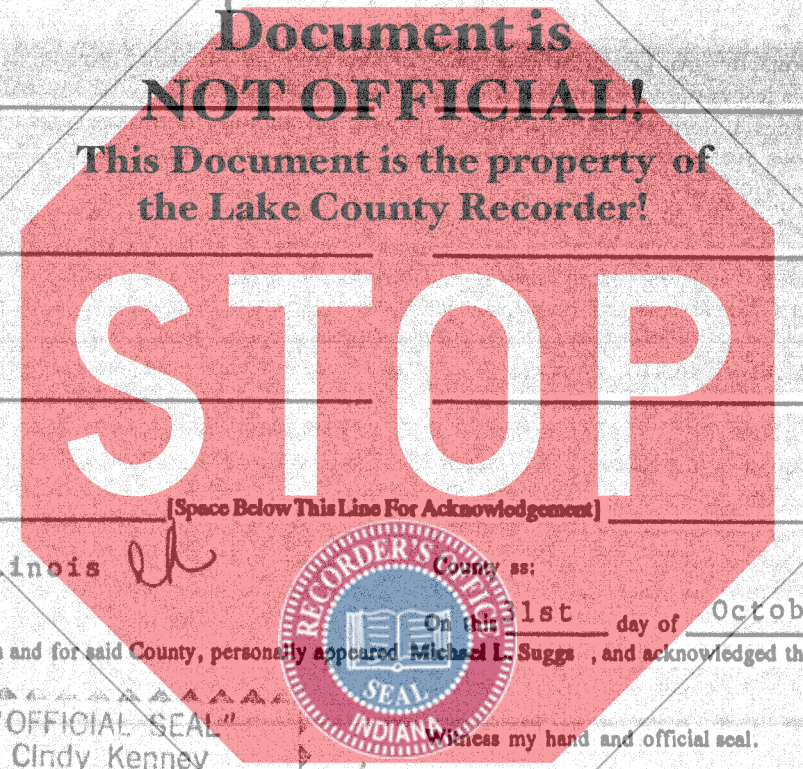 Document is
NOT OFFICIAL!
This Document is the property of
the Lake County Recorder!
STOP
[Space Below This Line For Acknowledgement]
linois
County ss:
On this 31st day of Octob
and for said County, personally appeared Michael L. Suggs , and acknowledged th
RECORDER'S OFFICE
SEAL
INDIANA
"OFFICIAL SEAL"
Cindy Kenney
Witness my hand and official seal.